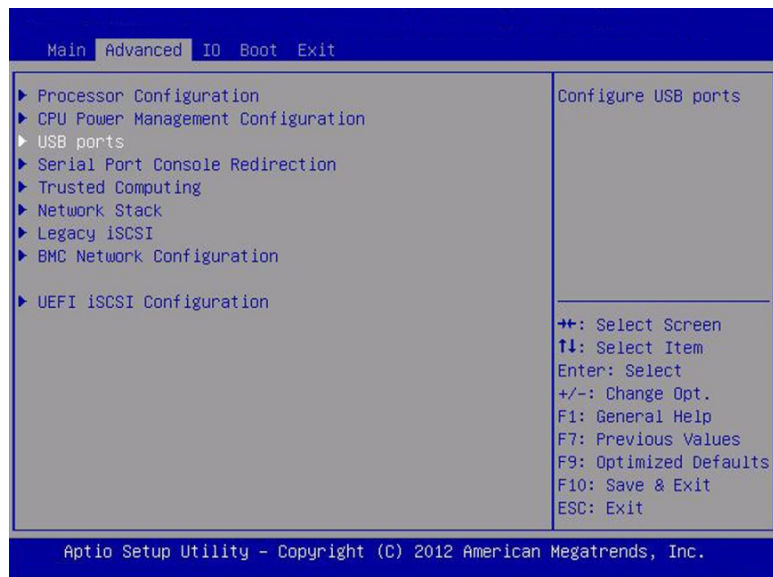 Main Advanced IO Boot Exit
▶ Processor Configuration
▶ CPU Power Management Configuration
▶ USB ports
▶ Serial Port Console Redirection
▶ Trusted Computing
▶ Network Stack
▶ Legacy iSCSI
▶ BMC Network Configuration
▶ UEFI iSCSI Configuration
Configure USB ports
→←: Select Screen
↑↓: Select Item
Enter: Select
+/-: Change Opt.
F1: General Help
F7: Previous Values
F9: Optimized Defaults
F10: Save & Exit
ESC: Exit
Aptio Setup Utility - Copyright (C) 2012 American Megatrends, Inc.